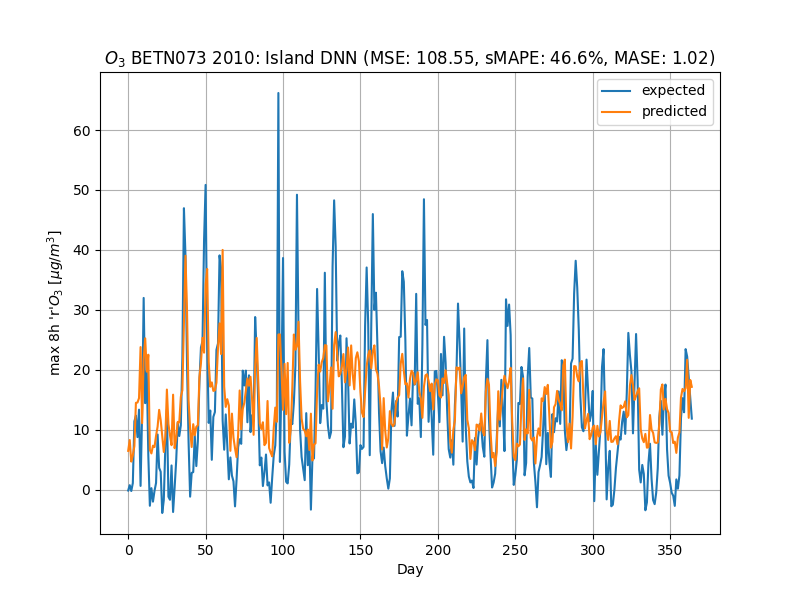 O3 BETN073 2010: Island DNN (MSE: 108.55, sMAPE: 46.6%, MASE: 1.02)
expected
predicted
max 8h 'r'O3 [μg/m3]
60
50
40
30
20
10
0
0 50 100 150 200 250 300 350
Day